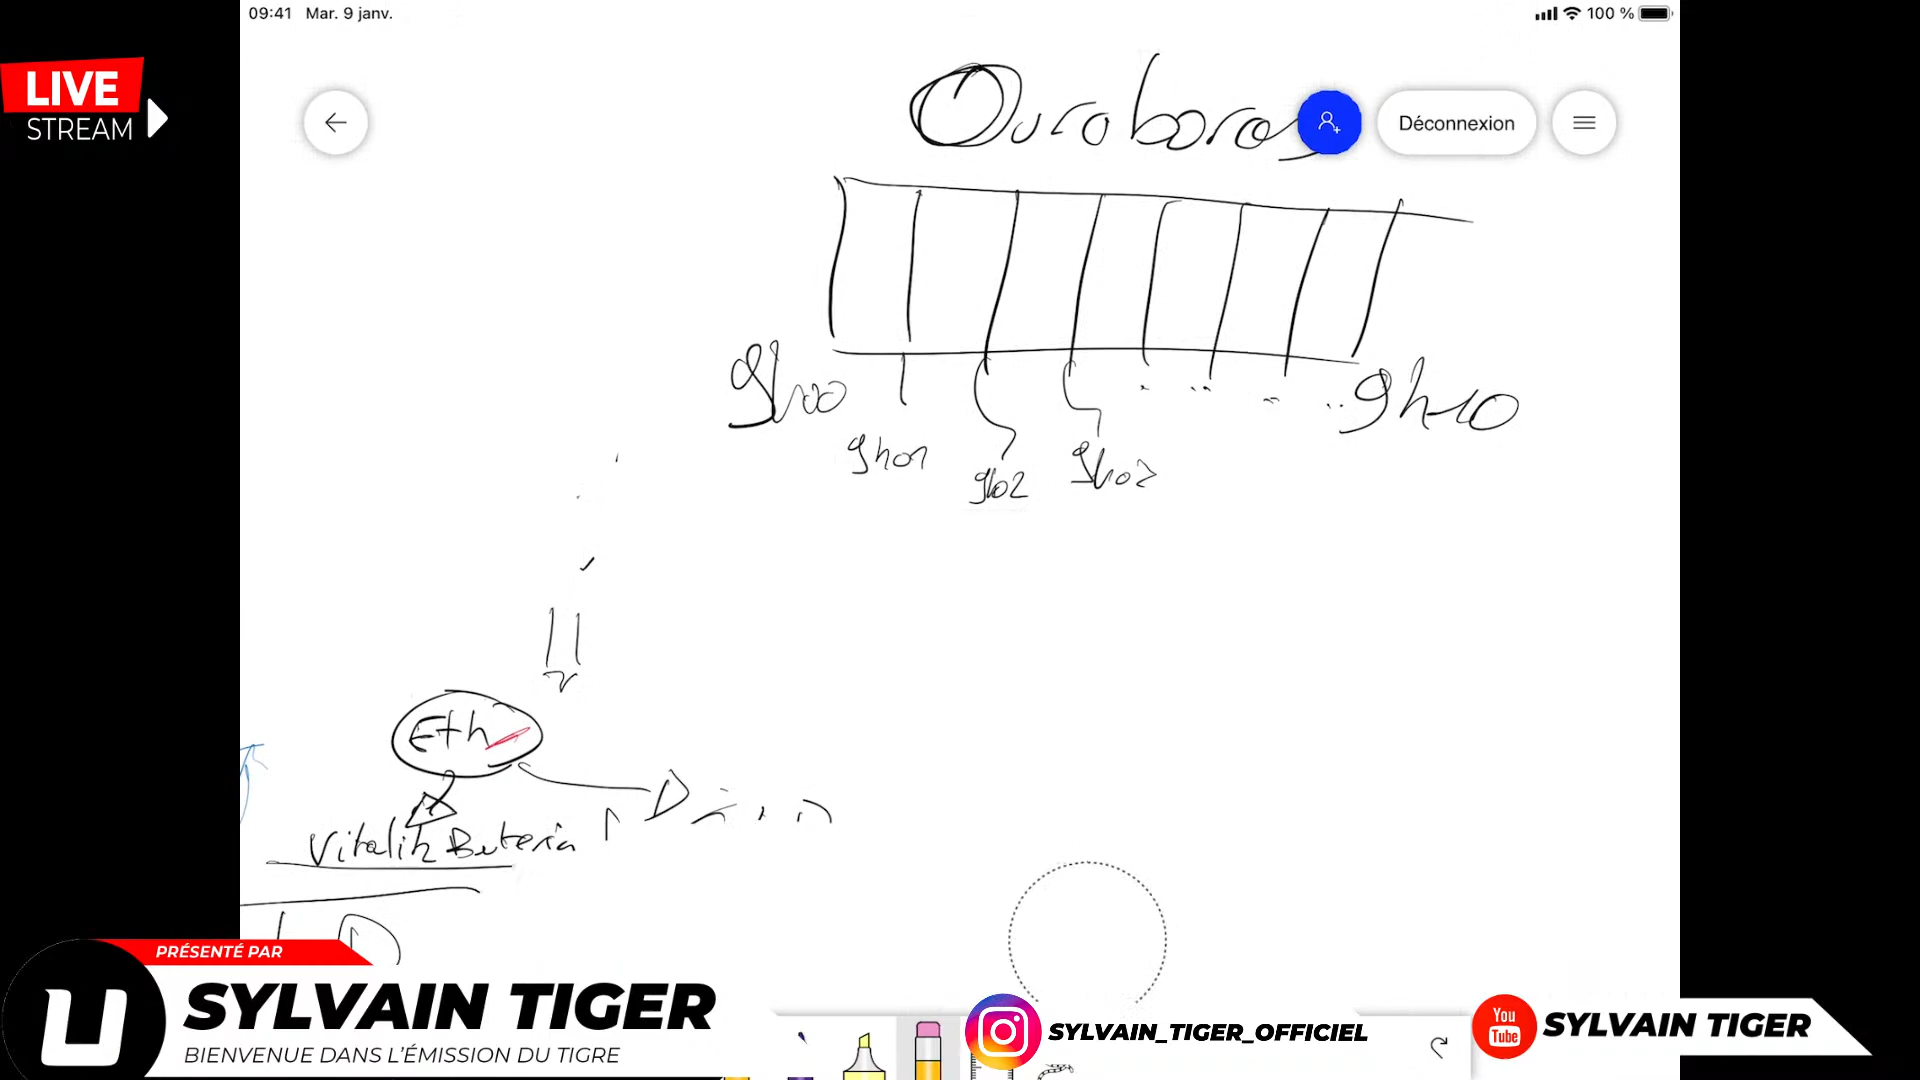 09:41 Mar. 9 janv.
100 %
LIVE
STREAM
Ouroboros
Déconnexion
9h00
9h10
9h01
9h02
9h03
Eth
Vitalik Buterin
PRÉSENTÉ PAR
SYLVAIN TIGER
BIENVENUE DANS L'ÉMISSION DU TIGRE
SYLVAIN_TIGER_OFFICIEL
You
Tube
SYLVAIN TIGER